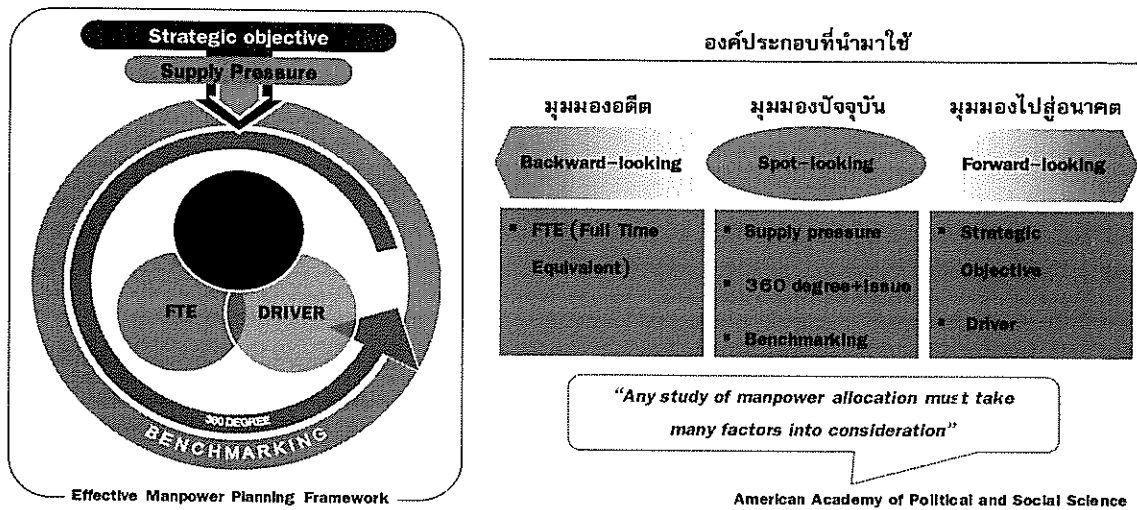 Strategic objective
Supply Pressure
FTE
DRIVER
360 DEGREE
BENCHMARKING
Effective Manpower Planning Framework
องค์ประกอบที่นำมาใช้
มุมมองอดีต
มุมมองปัจจุบัน
มุมมองไปสู่อนาคต
Backward-looking
Spot-looking
Forward-looking
▪ FTE (Full Time
Equivalent)
▪ Supply pressure
▪ 360 degree+issue
▪ Benchmarking
▪ Strategic
Objective
▪ Driver
"Any study of manpower allocation must take
many factors into consideration"
American Academy of Political and Social Science